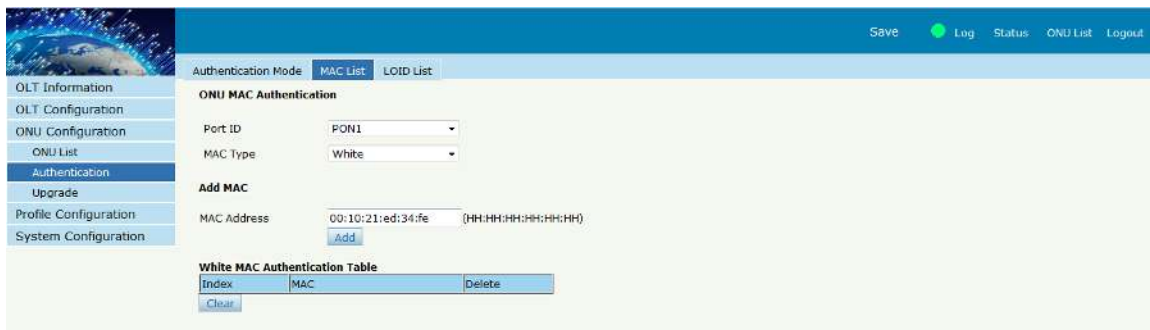 Save Log Status ONU List Logout
Authentication Mode MAC List LOID List
OLT Information
OLT Configuration
ONU Configuration
ONU List
Authentication
Upgrade
Profile Configuration
System Configuration
ONU MAC Authentication
Port ID PON1
MAC Type White
Add MAC
MAC Address 00:10:21:ed:34:fe (HH:HH:HH:HH:HH:HH)
Add
White MAC Authentication Table
Index MAC Delete
Clear